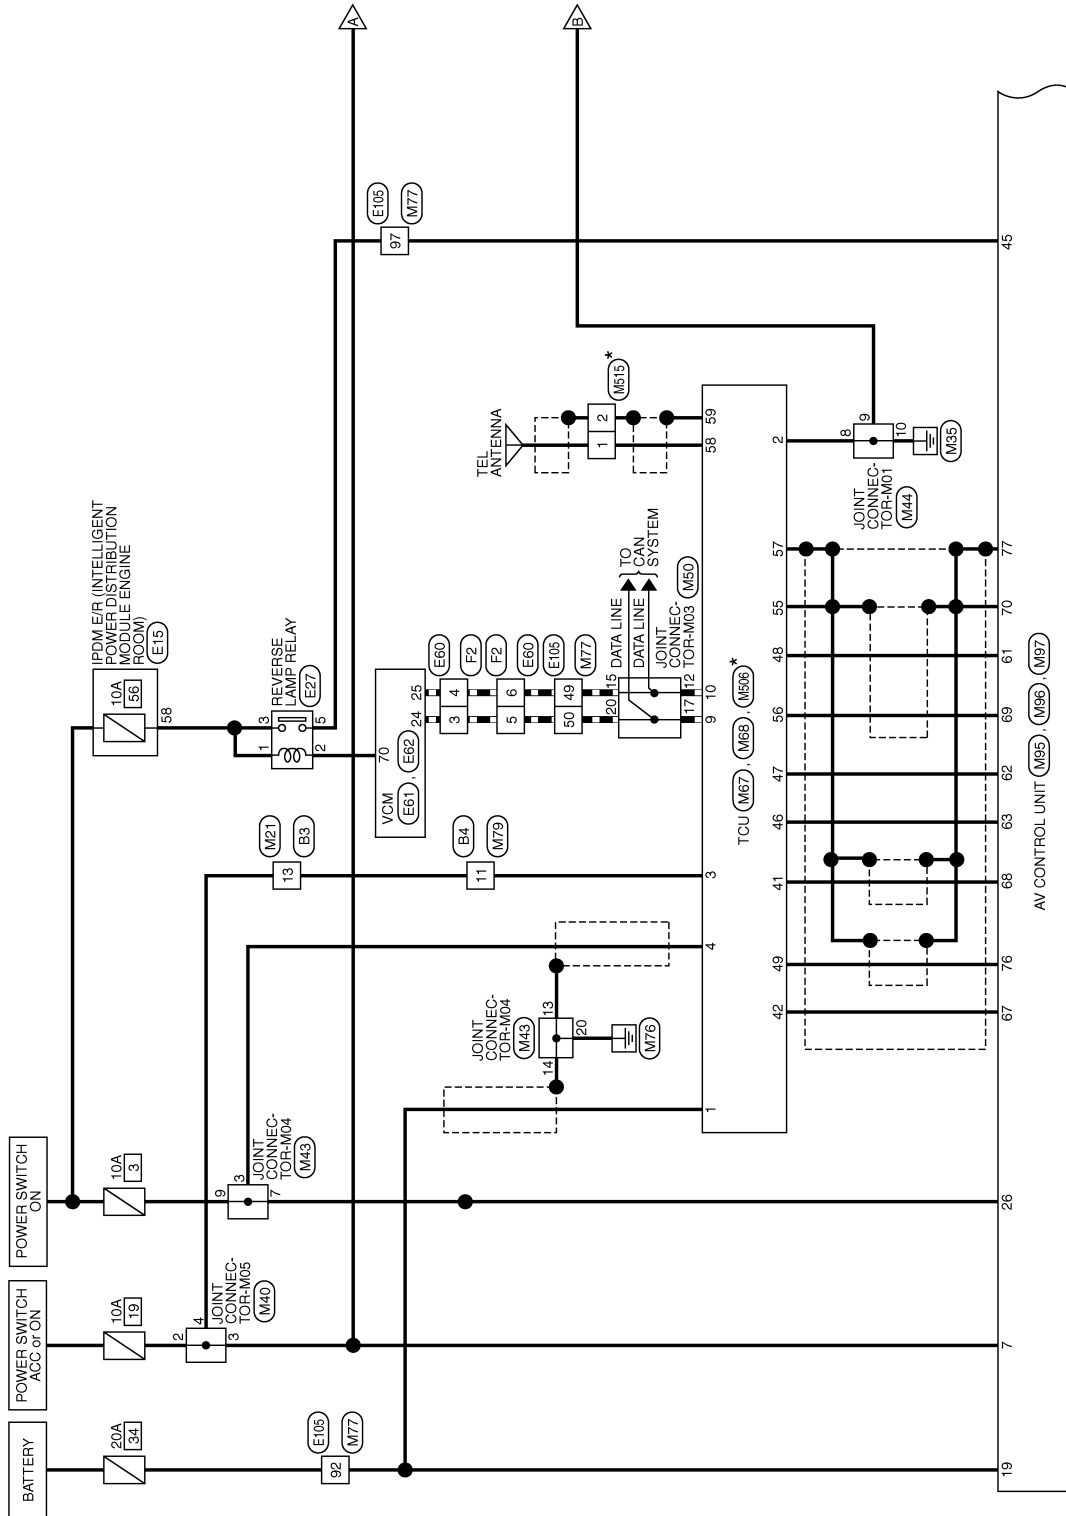 BATTERY
20A
34
E105
M77
92
19
POWER SWITCH
ACC or ON
10A
19
2
4
3
JOINT
CONNEC-
TOR-M05
M40
7
POWER SWITCH
ON
10A
3
9
3
7
JOINT
CONNEC-
TOR-M04
M43
26
JOINT
CONNEC-
TOR-M04
M43
14
13
20
M76
M21
B3
13
B4
M79
11
IPDM E/R (INTELLIGENT
POWER DISTRIBUTION
MODULE ENGINE
ROOM)
E15
10A
56
58
REVERSE
LAMP RELAY
E27
1
3
2
5
VCM
E61
,
E62
70
24
25
E60
3
4
F2
F2
5
6
E60
E105
50
49
M77
DATA LINE
DATA LINE
TO
CAN
SYSTEM
20
15
17
12
JOINT
CONNEC-
TOR-M03
M50
TEL
ANTENNA
1
2
M515
*
A
B
E105
M77
97
45
1
4
3
9
10
58
59
TCU
M67
,
M68
,
M506
*
42
49
41
46
47
56
48
55
57
2
8
9
10
JOINT
CONNEC-
TOR-M01
M44
M35
67
76
68
63
62
69
61
70
77
AV CONTROL UNIT
M95
,
M96
,
M97